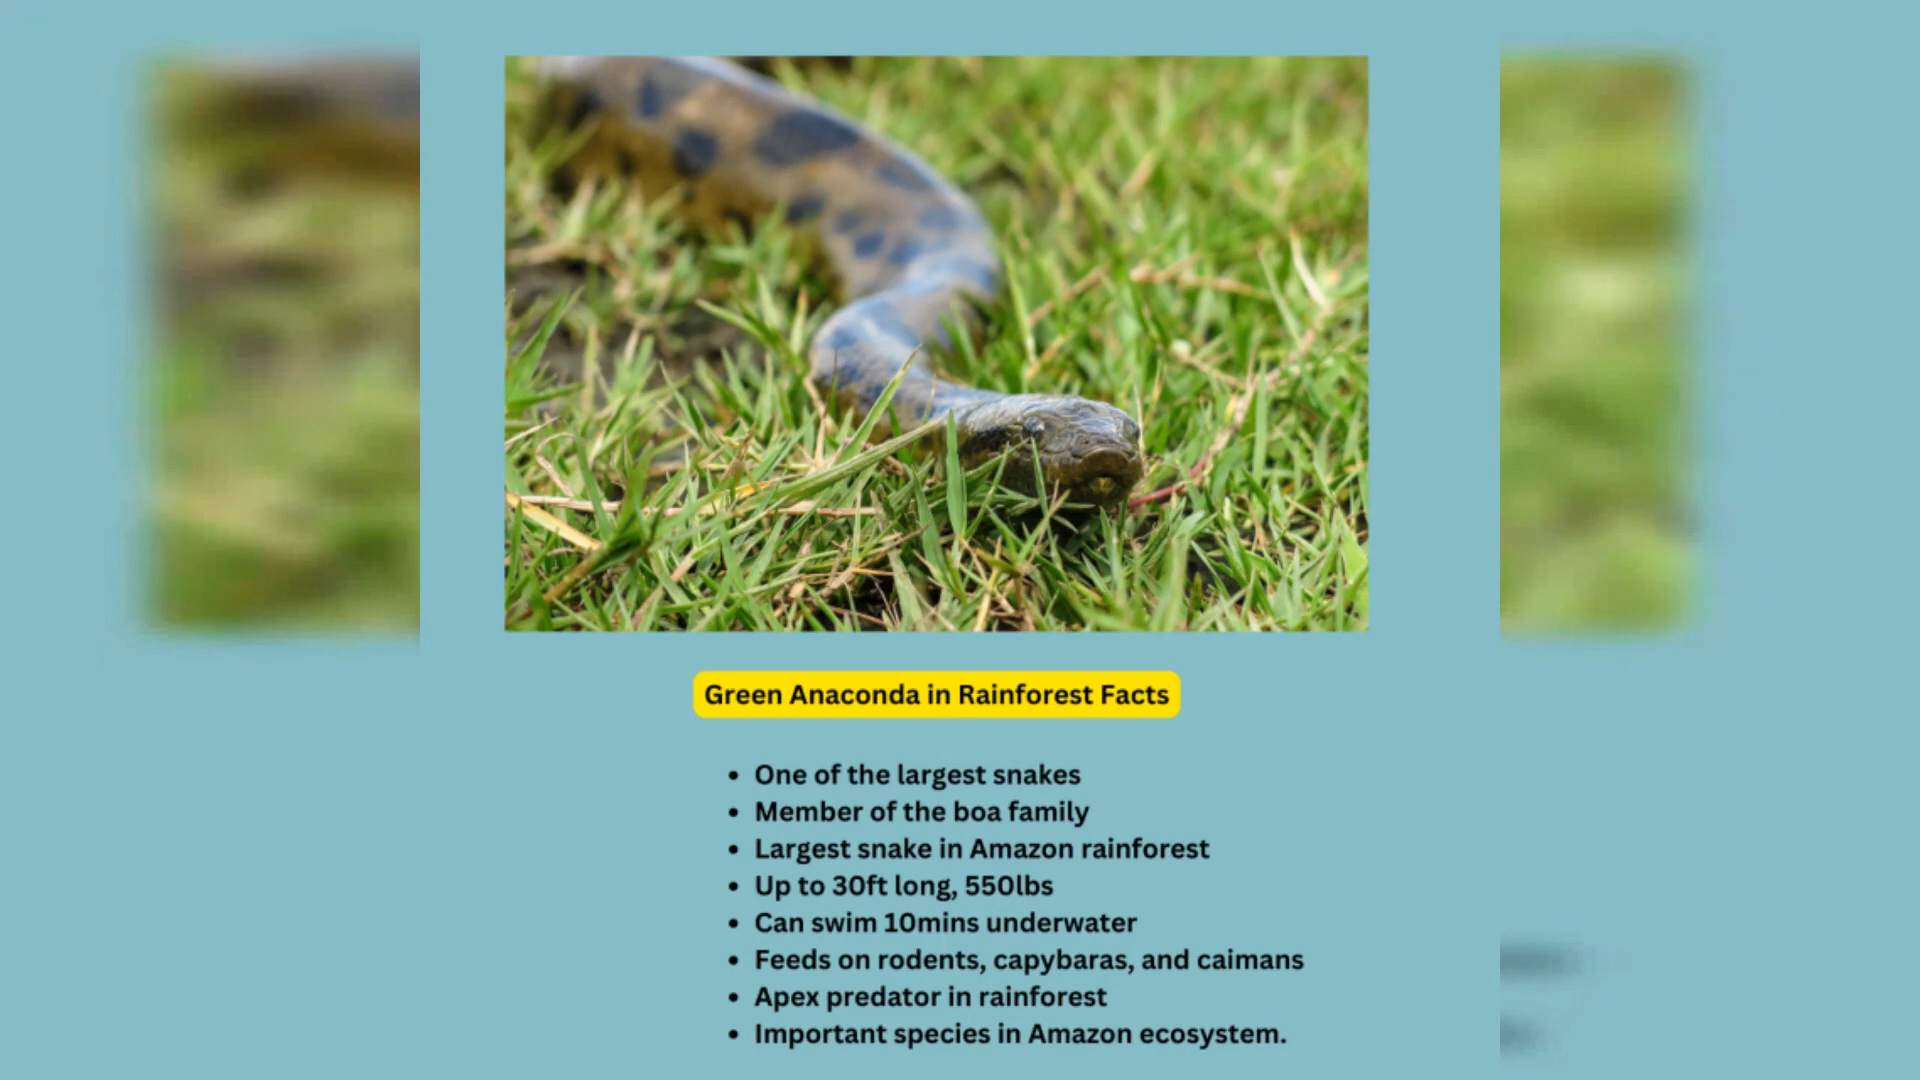 Green Anaconda in Rainforest Facts
• One of the largest snakes
• Member of the boa family
• Largest snake in Amazon rainforest
• Up to 30ft long, 550lbs
• Can swim 10mins underwater
• Feeds on rodents, capybaras, and caimans
• Apex predator in rainforest
• Important species in Amazon ecosystem.